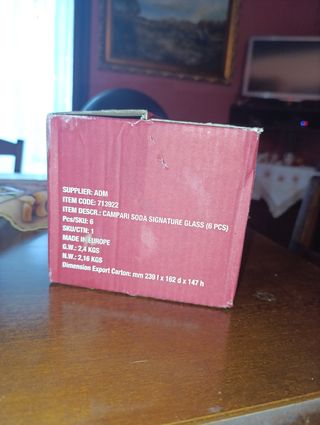 SUPPLIER: ADM
ITEM CODE: 713922
ITEM DESCR.: CAMPARI SODA SIGNATURE GLASS (6 PCS)
Pcs/SKU: 6
SKU/CTN: 1
MADE IN EUROPE
G.W.: 2,4 KGS
N.W.: 2,16 KGS
Dimension Export Carton: mm 230 l x 162 d x 147 h